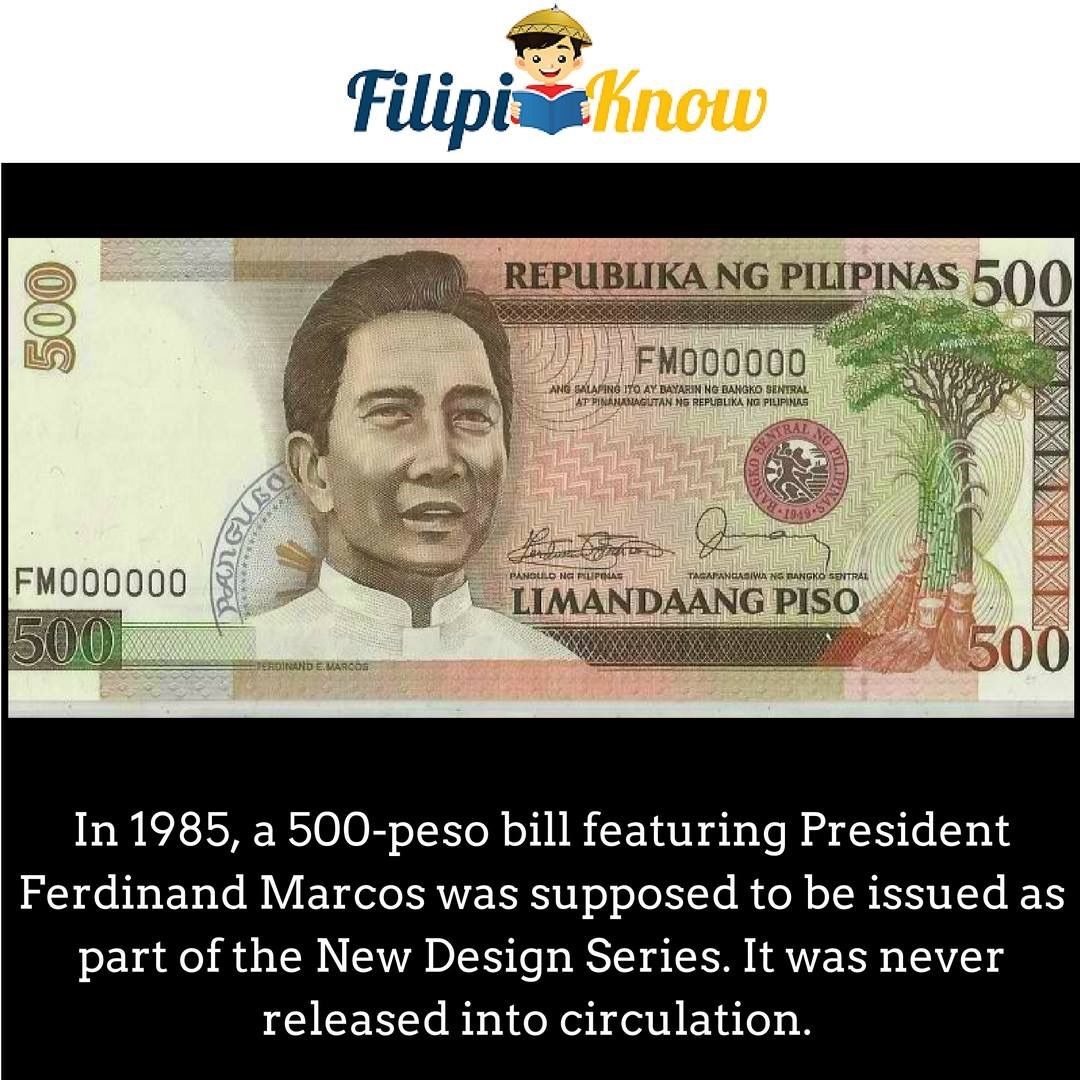 FilipiKnow
500
REPUBLIKA NG PILIPINAS 500
FM000000
ANG SALAPING ITO AY BAYARIN NG BANGKO SENTRAL
AT PINANANAGUTAN NG REPUBLIKA NG PILIPINAS
BANGKO SENTRAL NG PILIPINAS
1949
PANGULO
PANGULO NG PILIPINAS
TAGAPANGASIWA NG BANGKO SENTRAL
FM000000
LIMANDAANG PISO
500
500
FERDINAND E. MARCOS
In 1985, a 500-peso bill featuring President
Ferdinand Marcos was supposed to be issued as
part of the New Design Series. It was never
released into circulation.